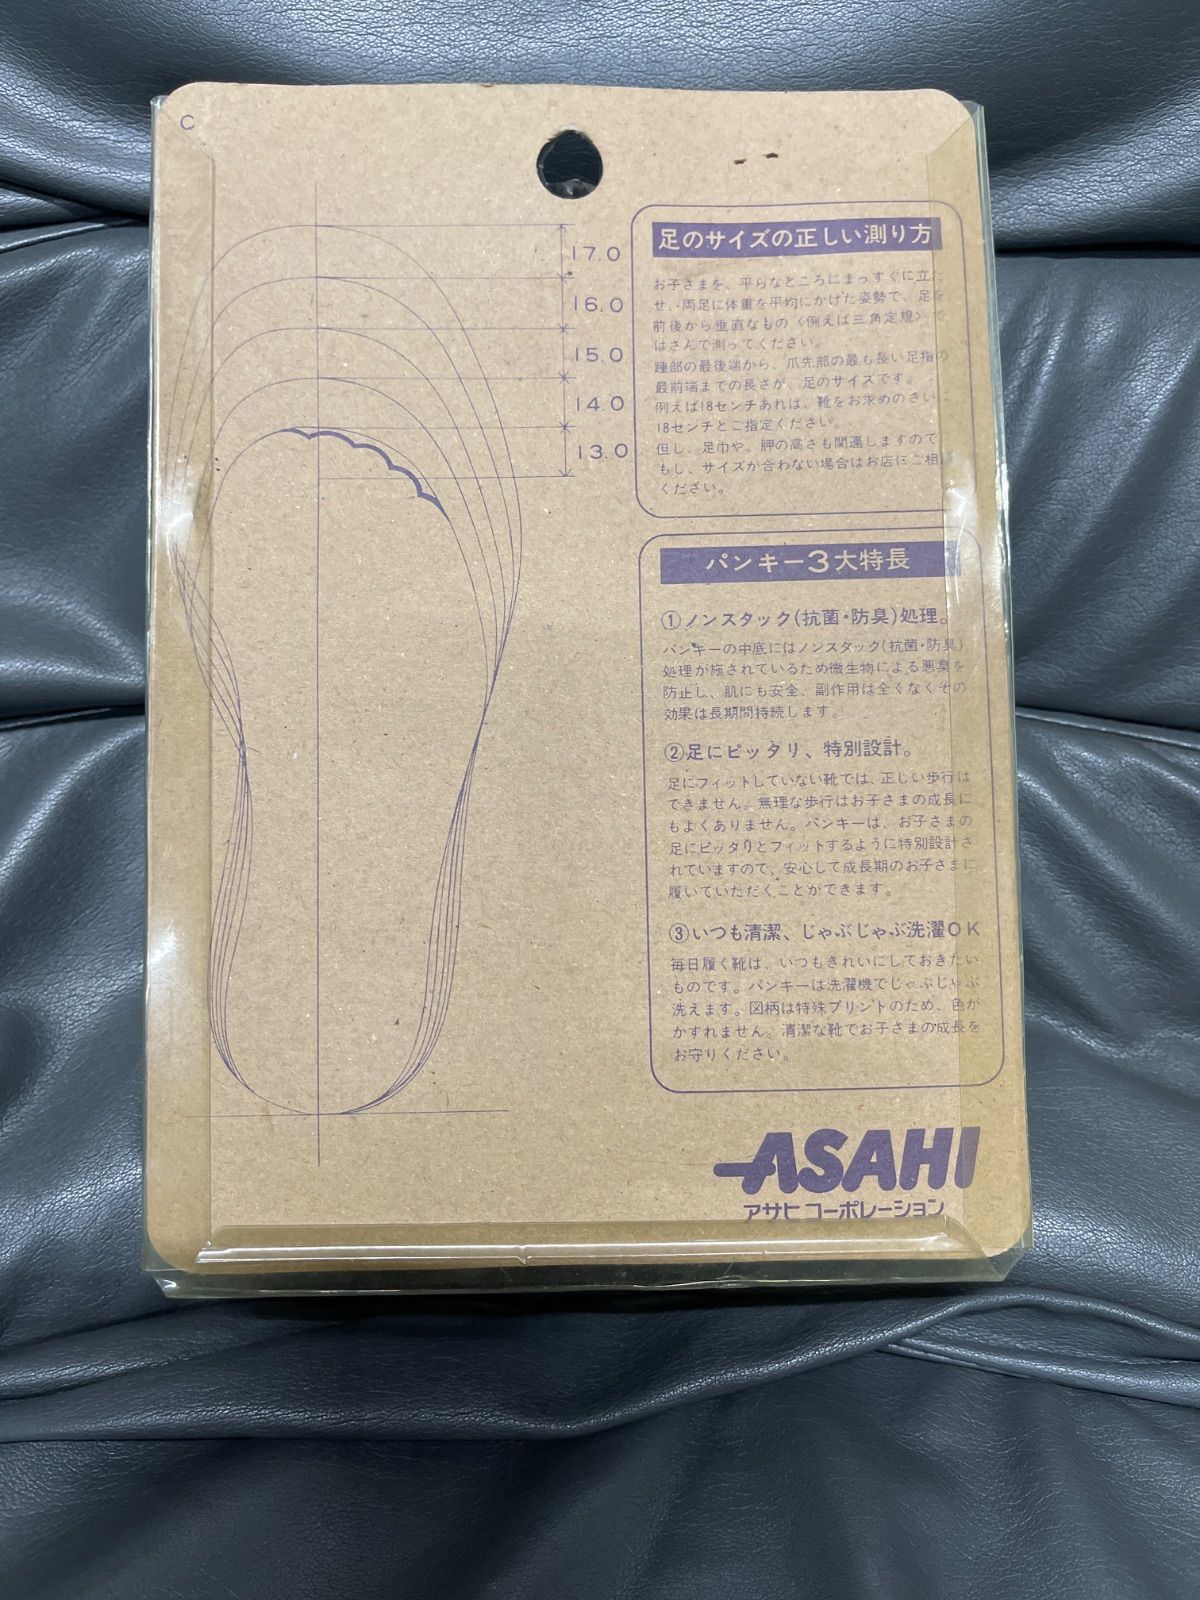 C
17.0
16.0
15.0
14.0
13.0
足のサイズの正しい測り方
お子さまを、平らなところにまっすぐに立た
せ、両足に体重を平均にかけた姿勢で、足を
前後から垂直なもの〈例えば三角定規〉で
はさんで測ってください。
踵部の最後端から、爪先部の最も長い足指の
最前端までの長さが、足のサイズです。
例えば18センチあれば、靴をお求めのさいに
18センチとご指定ください。
但し、足巾や、胛の高さも関連しますので
もし、サイズが合わない場合はお店にご相
ください。
パンキー3大特長
①ノンスタック(抗菌・防臭)処理。
パンキーの中底にはノンスタック(抗菌・防臭)
処理が施されているため微生物による悪臭を
防止し、肌にも安全、副作用は全くなくその
効果は長期間持続します。
②足にピッタリ、特別設計。
足にフィットしていない靴では、正しい歩行は
できません。無理な歩行はお子さまの成長に
もよくありません。パンキーは、お子さまの
足にピッタリとフィットするように特別設計さ
れていますので、安心して成長期のお子さまに
履いていただくことができます。
③いつも清潔、じゃぶじゃぶ洗濯OK
毎日履く靴は、いつもきれいにしておきたい
ものです。パンキーは洗濯機でじゃぶじゃぶ
洗えます。図柄は特殊プリントのため、色が
かすれません。清潔な靴でお子さまの成長を
お守りください。
ASAHI
アサヒコーポレーション